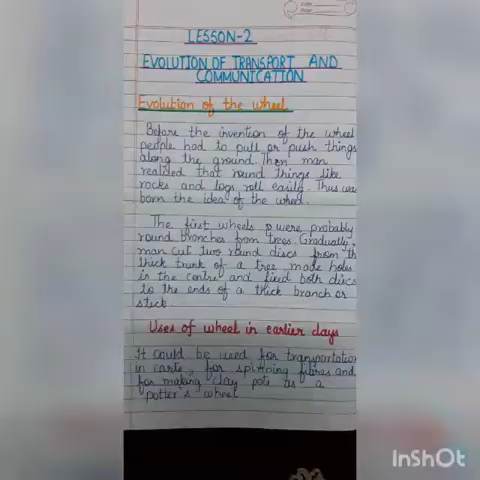 LESSON-2
EVOLUTION OF TRANSPORT AND
COMMUNICATION
Evolution of the wheel
Before the invention of the wheel
people had to pull or push things
along the ground. Then man
realised that round things like
rocks and logs roll easily. Thus was
born the idea of the wheel.
The first wheels were probably
round branches from trees. Gradually,
man cut two round discs from th
thick trunk of a tree, made holes
in the centre and fixed both discs
to the ends of a thick branch or
stick.
Uses of wheel in earlier days
It could be used for transportation
in carts, for spinning fibres and
for making clay pots as a
potter's wheel
InShOt